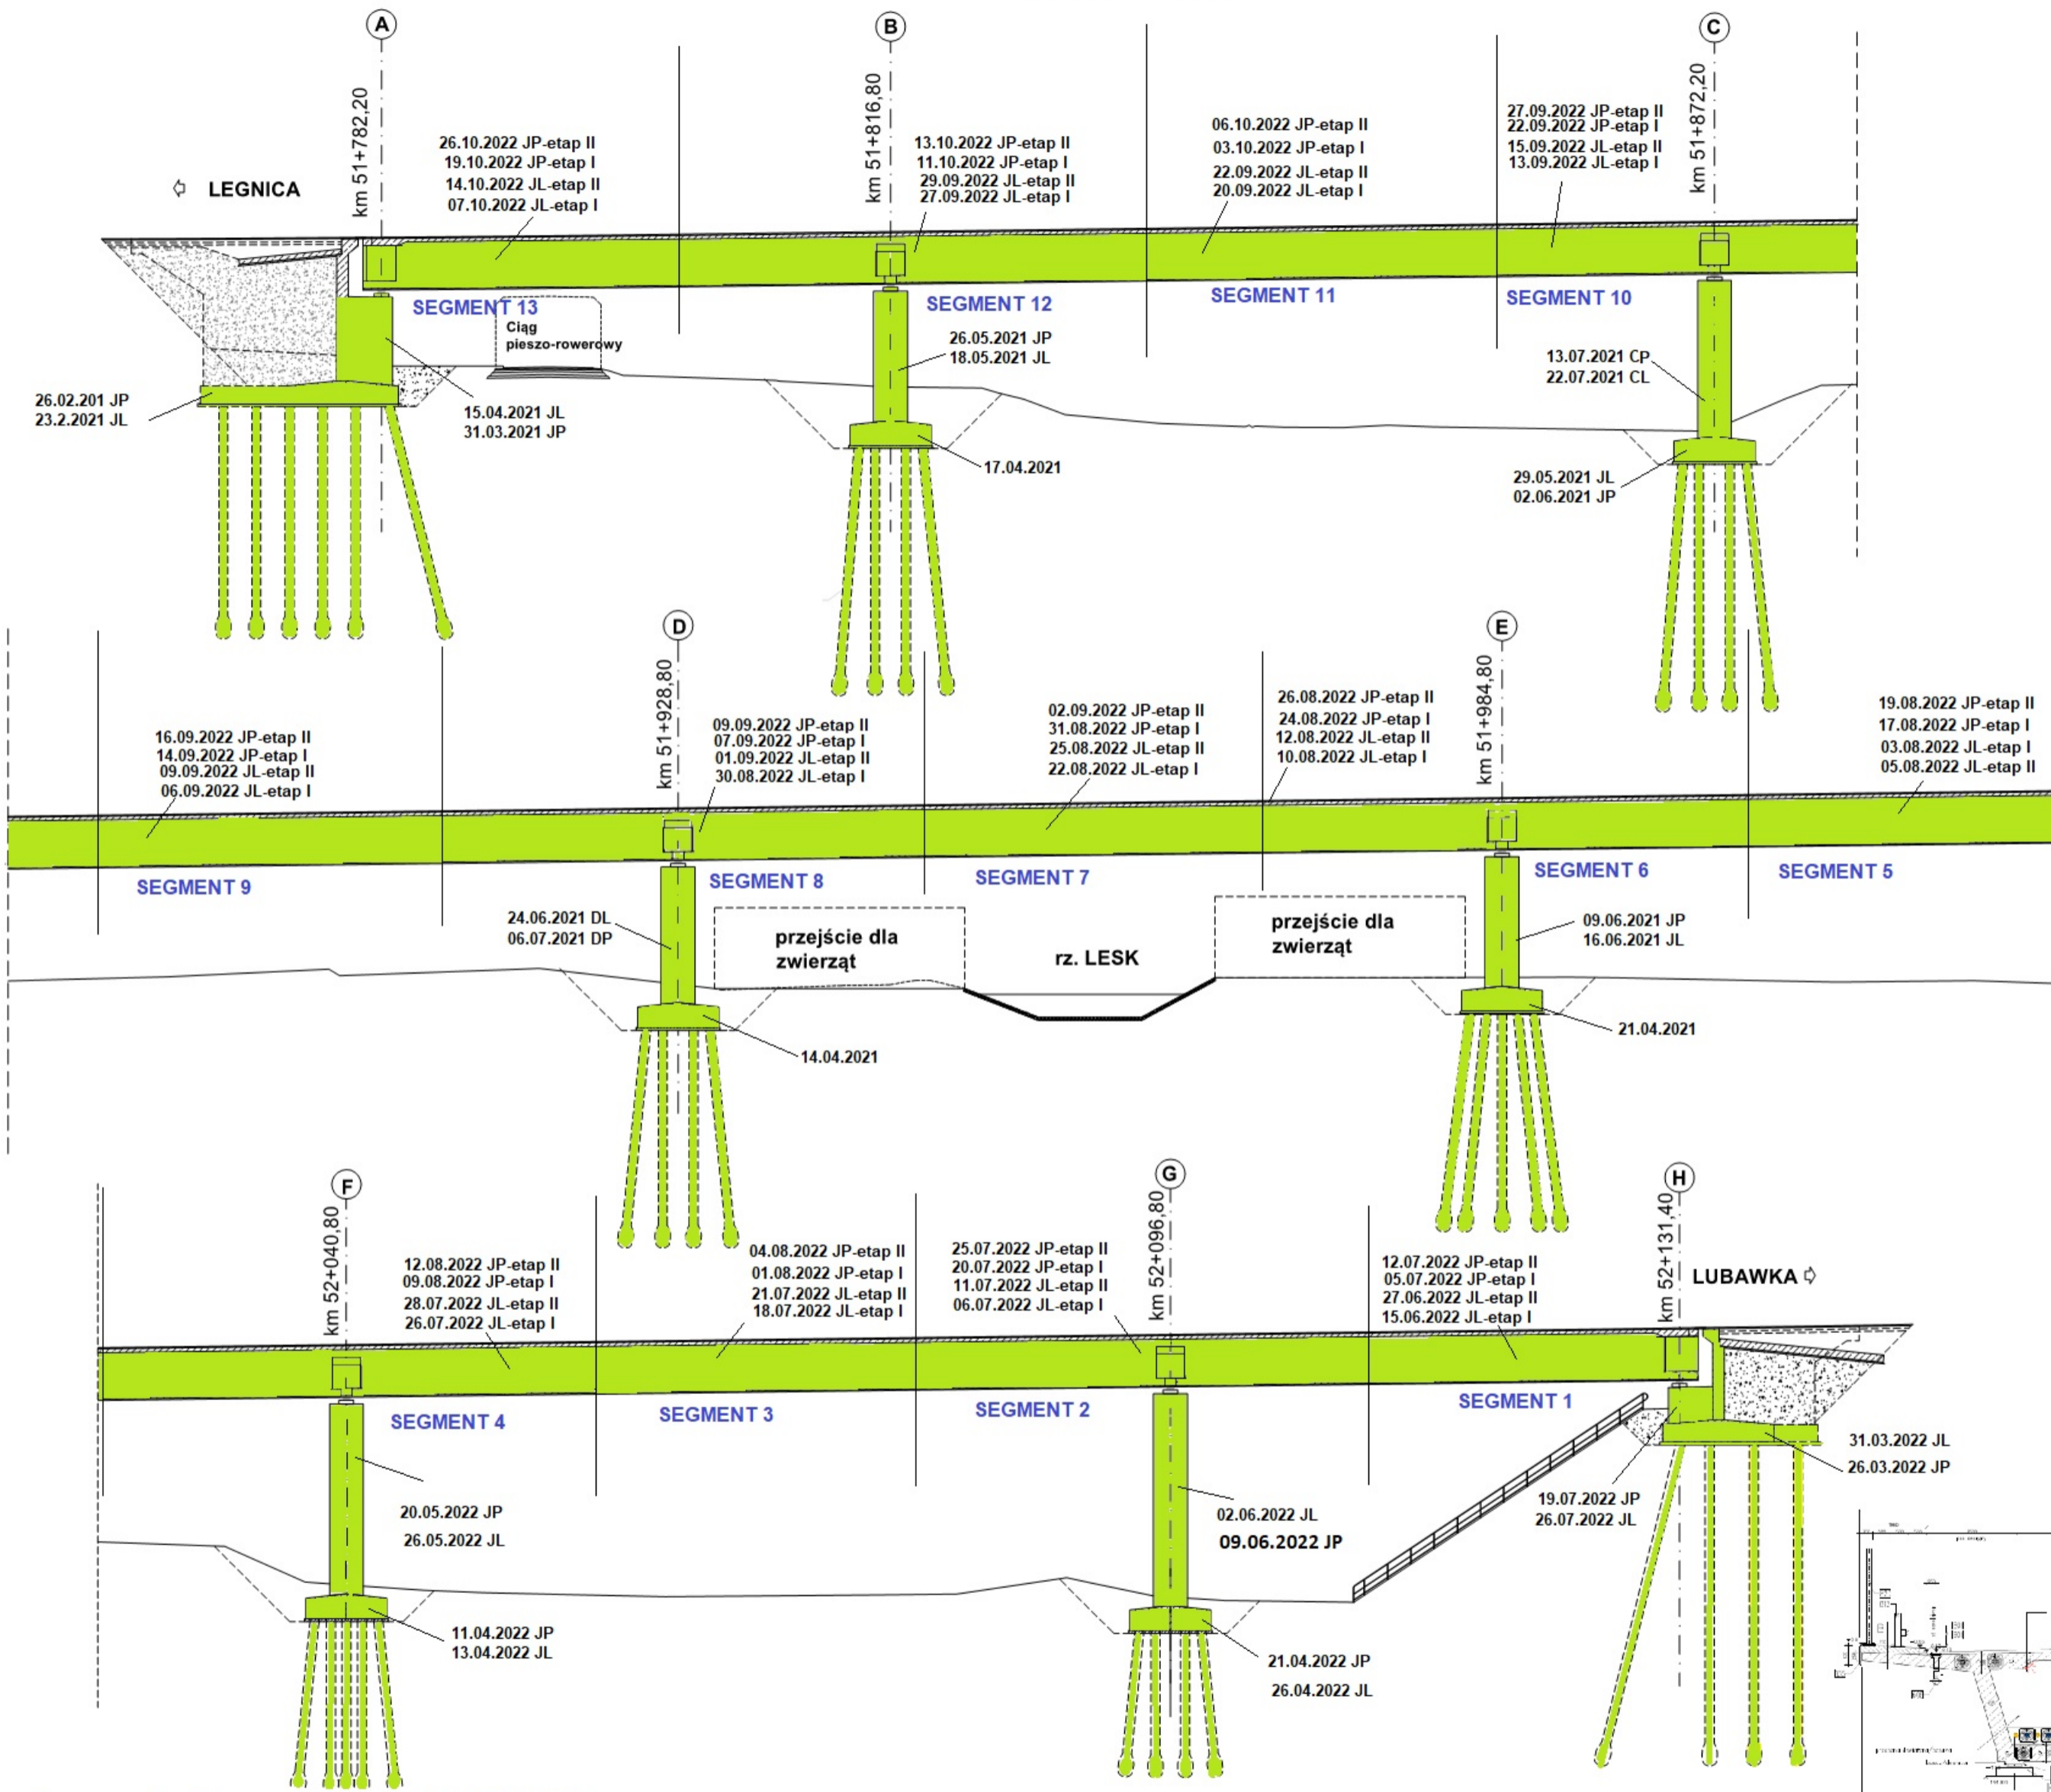 A
B
C
km 51+782,20
km 51+816,80
km 51+872,20
LEGNICA
26.10.2022 JP-etap II
19.10.2022 JP-etap I
14.10.2022 JL-etap II
07.10.2022 JL-etap I
13.10.2022 JP-etap II
11.10.2022 JP-etap I
29.09.2022 JL-etap II
27.09.2022 JL-etap I
06.10.2022 JP-etap II
03.10.2022 JP-etap I
22.09.2022 JL-etap II
20.09.2022 JL-etap I
27.09.2022 JP-etap II
22.09.2022 JP-etap I
15.09.2022 JL-etap II
13.09.2022 JL-etap I
SEGMENT 13
SEGMENT 12
SEGMENT 11
SEGMENT 10
Ciąg
pieszo-rowerowy
26.05.2021 JP
18.05.2021 JL
13.07.2021 CP
22.07.2021 CL
26.02.201 JP
23.2.2021 JL
15.04.2021 JL
31.03.2021 JP
17.04.2021
29.05.2021 JL
02.06.2021 JP
D
E
km 51+928,80
km 51+984,80
16.09.2022 JP-etap II
14.09.2022 JP-etap I
09.09.2022 JL-etap II
06.09.2022 JL-etap I
09.09.2022 JP-etap II
07.09.2022 JP-etap I
01.09.2022 JL-etap II
30.08.2022 JL-etap I
02.09.2022 JP-etap II
31.08.2022 JP-etap I
25.08.2022 JL-etap II
22.08.2022 JL-etap I
26.08.2022 JP-etap II
24.08.2022 JP-etap I
12.08.2022 JL-etap II
10.08.2022 JL-etap I
19.08.2022 JP-etap II
17.08.2022 JP-etap I
03.08.2022 JL-etap I
05.08.2022 JL-etap II
SEGMENT 9
SEGMENT 8
SEGMENT 7
SEGMENT 6
SEGMENT 5
24.06.2021 DL
06.07.2021 DP
przejście dla
zwierząt
rz. LESK
przejście dla
zwierząt
09.06.2021 JP
16.06.2021 JL
14.04.2021
21.04.2021
F
G
H
km 52+040,80
km 52+096,80
km 52+131,40
LUBAWKA
12.08.2022 JP-etap II
09.08.2022 JP-etap I
28.07.2022 JL-etap II
26.07.2022 JL-etap I
04.08.2022 JP-etap II
01.08.2022 JP-etap I
21.07.2022 JL-etap II
18.07.2022 JL-etap I
25.07.2022 JP-etap II
20.07.2022 JP-etap I
11.07.2022 JL-etap II
06.07.2022 JL-etap I
12.07.2022 JP-etap II
05.07.2022 JP-etap I
27.06.2022 JL-etap II
15.06.2022 JL-etap I
SEGMENT 4
SEGMENT 3
SEGMENT 2
SEGMENT 1
20.05.2022 JP
26.05.2022 JL
02.06.2022 JL
09.06.2022 JP
19.07.2022 JP
26.07.2022 JL
31.03.2022 JL
26.03.2022 JP
11.04.2022 JP
13.04.2022 JL
21.04.2022 JP
26.04.2022 JL